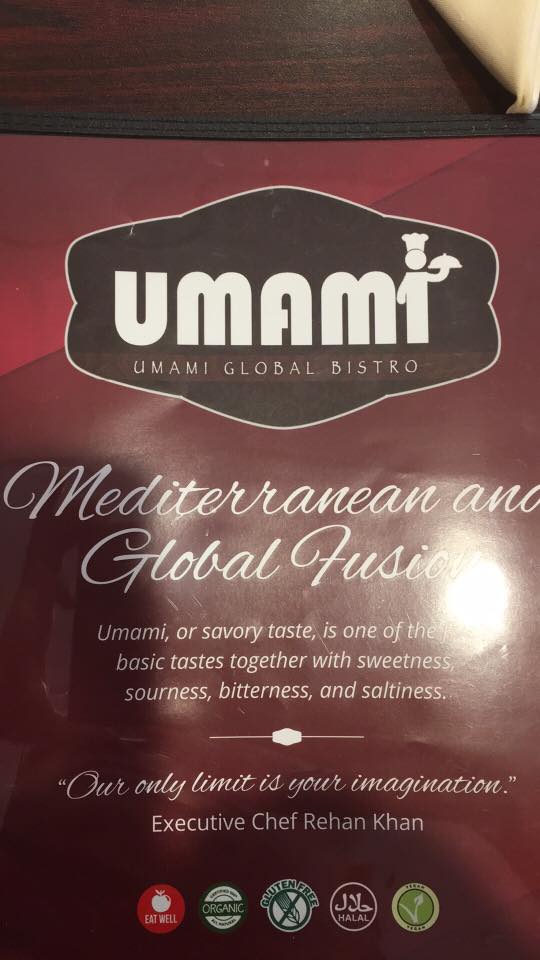 UMAMI
UMAMI GLOBAL BISTRO
Mediterranean and
Global Fusion
Umami, or savory taste, is one of the
basic tastes together with sweetness,
sourness, bitterness, and saltiness.
"Our only limit is your imagination."
Executive Chef Rehan Khan
EAT WELL
ORGANIC
GLUTEN FREE
حلال
HALAL
VEGAN
VEGAN